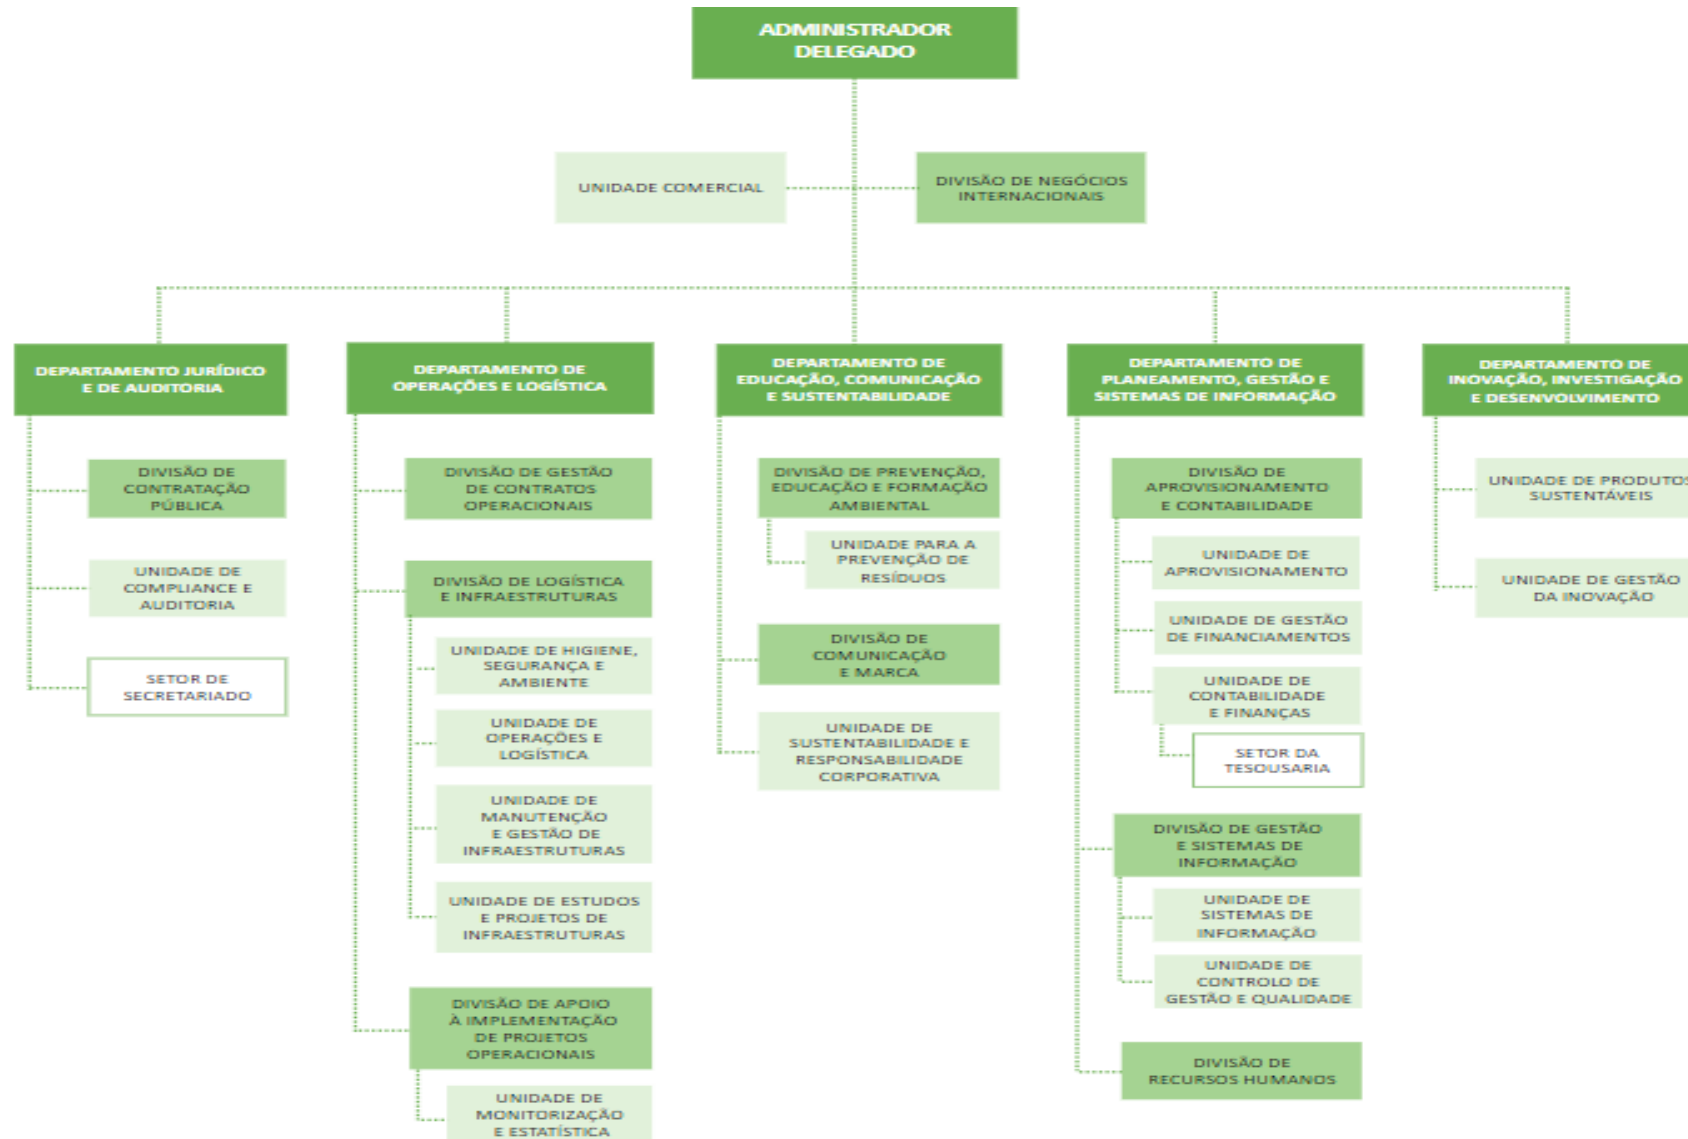 ADMINISTRADOR
DELEGADO
UNIDADE COMERCIAL
DIVISÃO DE NEGÓCIOS
INTERNACIONAIS
DEPARTAMENTO JURÍDICO
E DE AUDITORIA
DIVISÃO DE
CONTRATAÇÃO
PÚBLICA
UNIDADE DE
COMPLIANCE E
AUDITORIA
SETOR DE
SECRETARIADO
DEPARTAMENTO DE
OPERAÇÕES E LOGÍSTICA
DIVISÃO DE GESTÃO
DE CONTRATOS
OPERACIONAIS
DIVISÃO DE LOGÍSTICA
E INFRAESTRUTURAS
UNIDADE DE HIGIENE,
SEGURANÇA E
AMBIENTE
UNIDADE DE
OPERAÇÕES E
LOGÍSTICA
UNIDADE DE
MANUTENÇÃO
E GESTÃO DE
INFRAESTRUTURAS
UNIDADE DE ESTUDOS
E PROJETOS DE
INFRAESTRUTURAS
DIVISÃO DE APOIO
À IMPLEMENTAÇÃO
DE PROJETOS
OPERACIONAIS
UNIDADE DE
MONITORIZAÇÃO
E ESTATÍSTICA
DEPARTAMENTO DE
EDUCAÇÃO, COMUNICAÇÃO
E SUSTENTABILIDADE
DIVISÃO DE PREVENÇÃO,
EDUCAÇÃO E FORMAÇÃO
AMBIENTAL
UNIDADE PARA A
PREVENÇÃO DE
RESÍDUOS
DIVISÃO DE
COMUNICAÇÃO
E MARCA
UNIDADE DE
SUSTENTABILIDADE E
RESPONSABILIDADE
CORPORATIVA
DEPARTAMENTO DE
PLANEAMENTO, GESTÃO E
SISTEMAS DE INFORMAÇÃO
DIVISÃO DE
APROVISIONAMENTO
E CONTABILIDADE
UNIDADE DE
APROVISIONAMENTO
UNIDADE DE GESTÃO
DE FINANCIAMENTOS
UNIDADE DE
CONTABILIDADE
E FINANÇAS
SETOR DA
TESOUSARIA
DIVISÃO DE GESTÃO
E SISTEMAS DE
INFORMAÇÃO
UNIDADE DE
SISTEMAS DE
INFORMAÇÃO
UNIDADE DE
CONTROLO DE
GESTÃO E QUALIDADE
DIVISÃO DE
RECURSOS HUMANOS
DEPARTAMENTO DE
INOVAÇÃO, INVESTIGAÇÃO
E DESENVOLVIMENTO
UNIDADE DE PRODUTOS
SUSTENTÁVEIS
UNIDADE DE GESTÃO
DA INOVAÇÃO